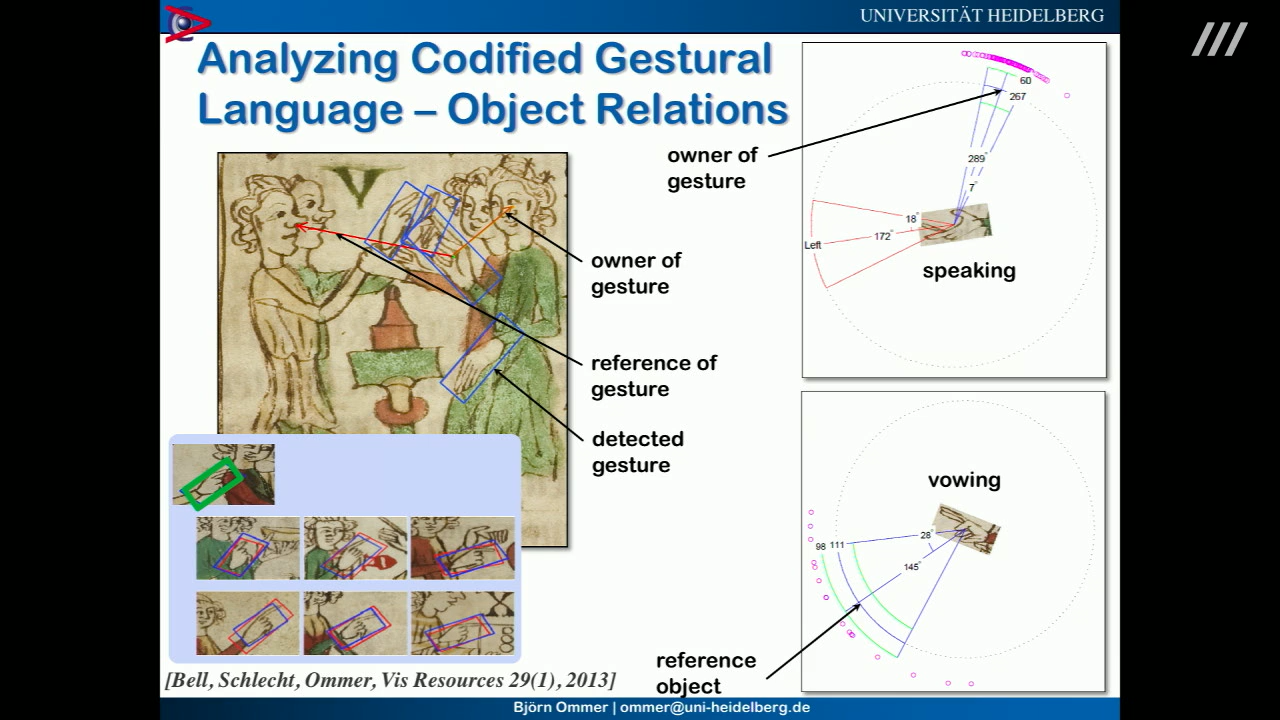 UNIVERSITÄT HEIDELBERG
Analyzing Codified Gestural
Language – Object Relations
V
owner of
gesture
reference of
gesture
detected
gesture
owner of
gesture
60
267
289°
7°
18°
172°
Left
speaking
vowing
28°
98 111
145°
reference
object
[Bell, Schlecht, Ommer, Vis Resources 29(1), 2013]
Björn Ommer | ommer@uni-heidelberg.de